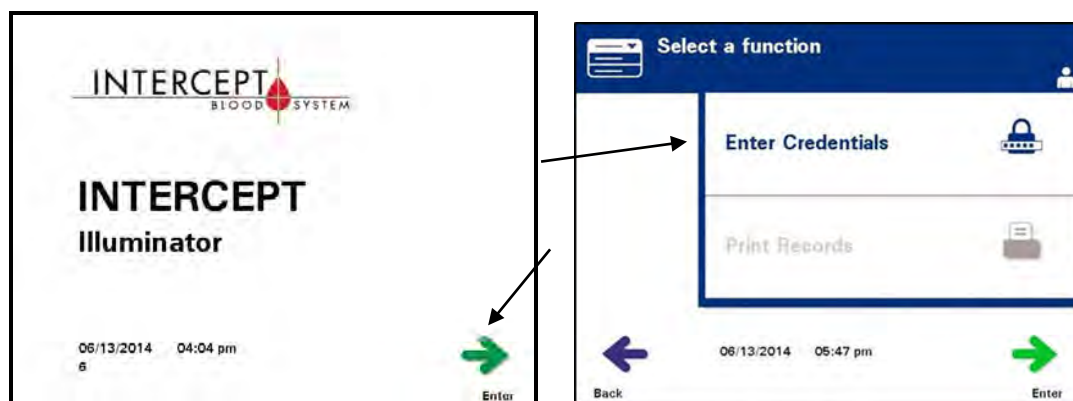 INTERCEPT
BLOOD SYSTEM
INTERCEPT
Illuminator
06/13/2014 04:04 pm
6
Enter
Select a function
Enter Credentials
Print Records
06/13/2014 05:47 pm
Back
Enter